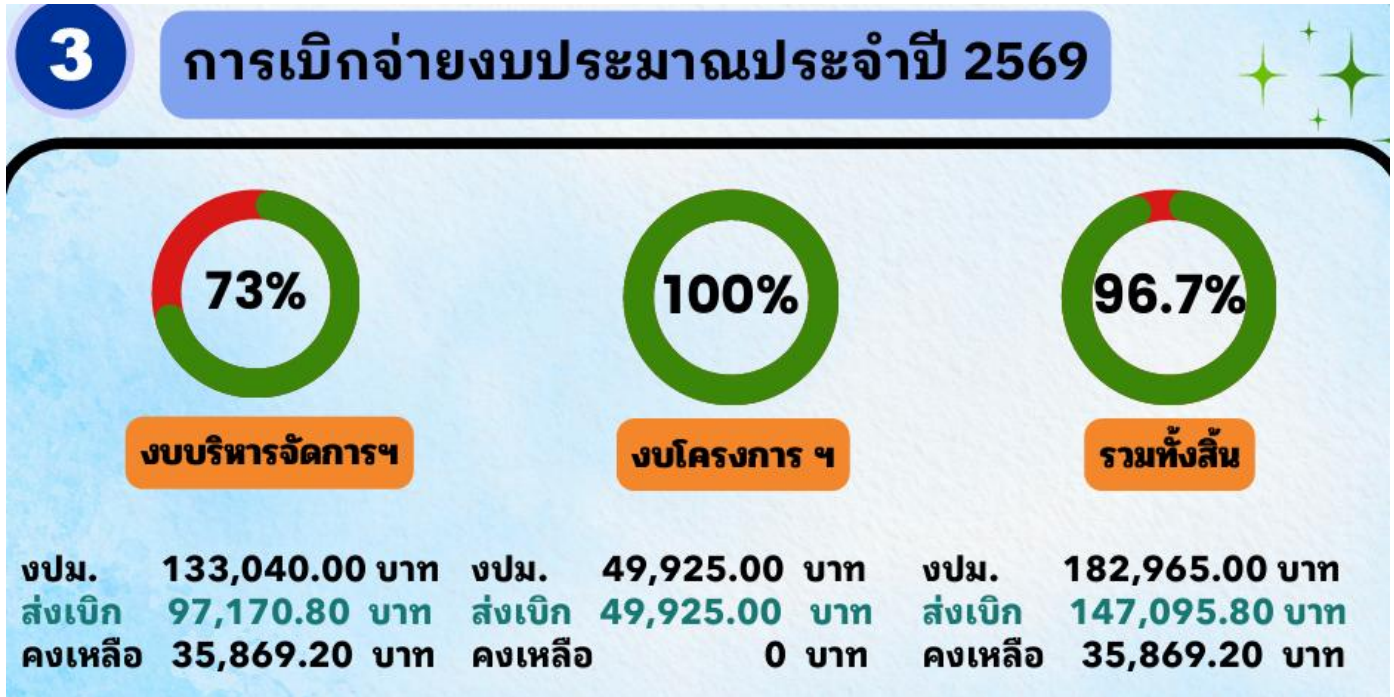 3 การเบิกจ่ายงบประมาณประจำปี 2569
73% 100% 96.7%
งบบริหารจัดการฯ งบโครงการ ฯ รวมทั้งสิ้น
งปม. 133,040.00 บาท งปม. 49,925.00 บาท งปม. 182,965.00 บาท
ส่งเบิก 97,170.80 บาท ส่งเบิก 49,925.00 บาท ส่งเบิก 147,095.80 บาท
คงเหลือ 35,869.20 บาท คงเหลือ 0 บาท คงเหลือ 35,869.20 บาท